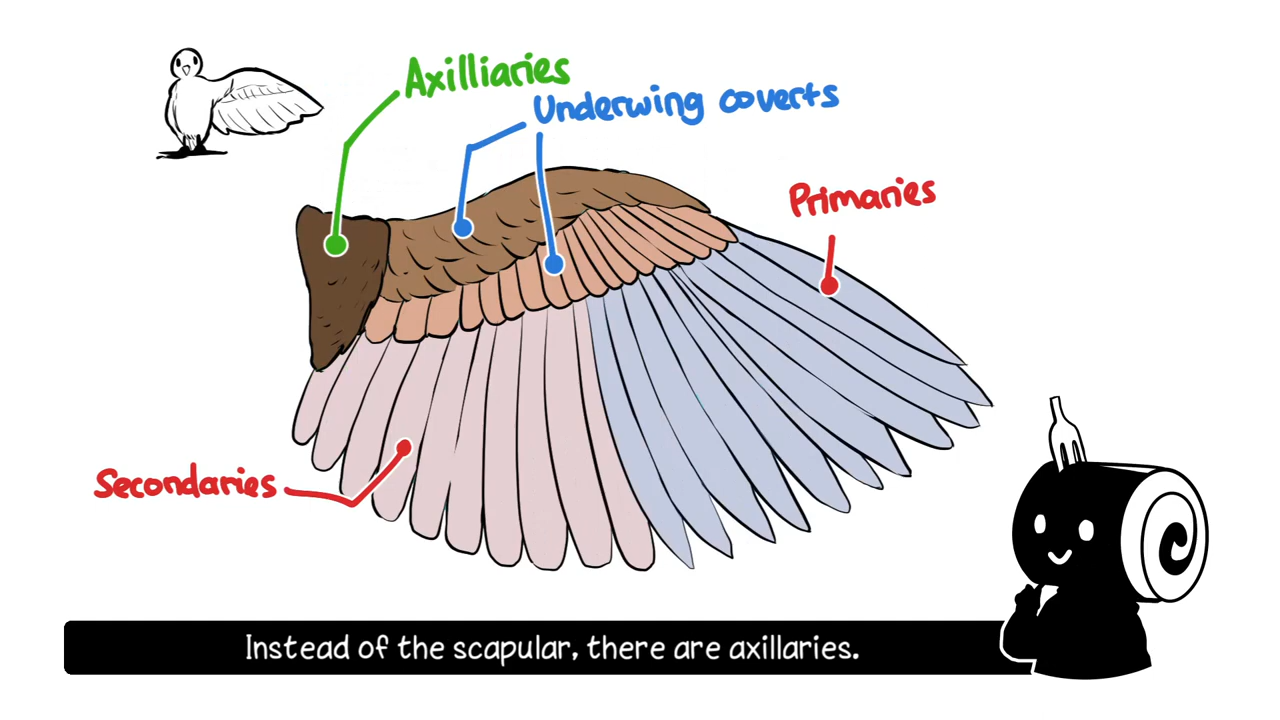 Axilliaries
Underwing coverts
Primaries
Secondaries
Instead of the scapular, there are axillaries.